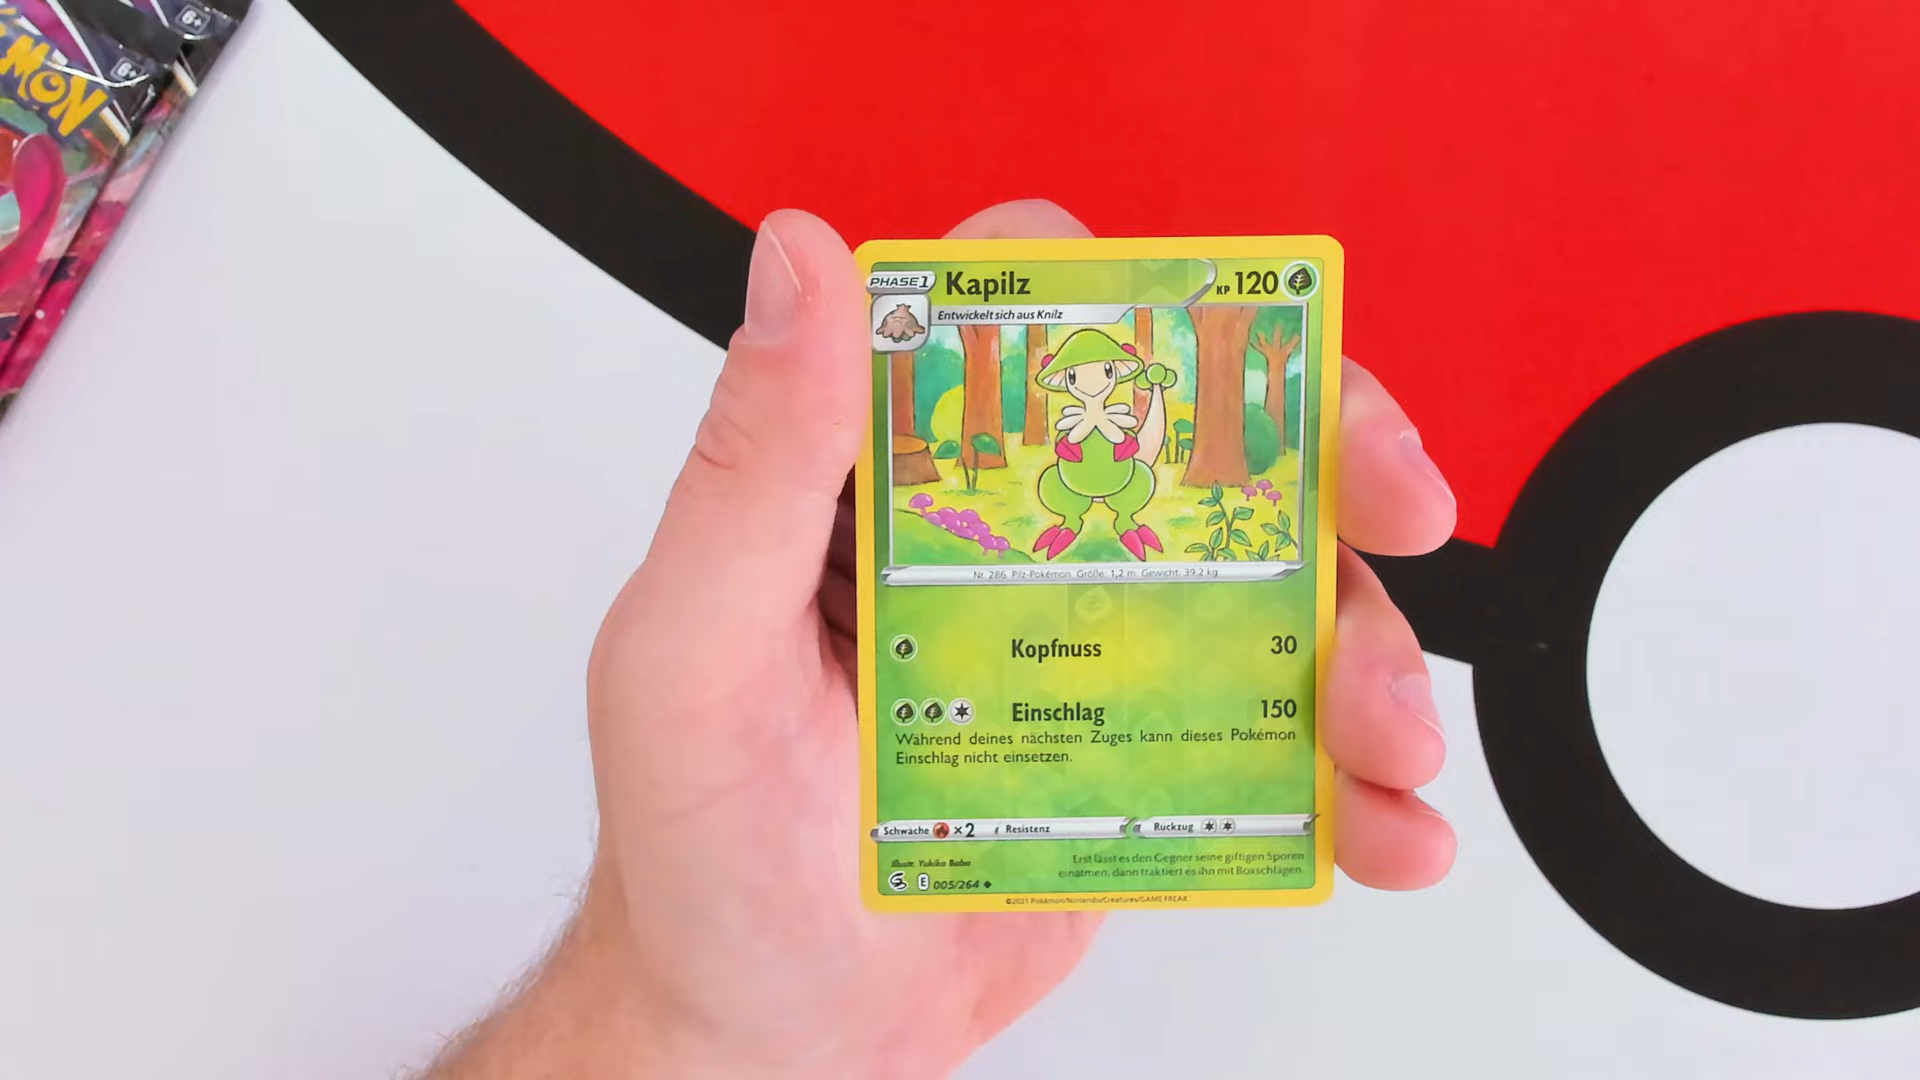 6+
6+
PHASE 1
Kapilz
KP 120
Entwickelt sich aus Knilz
Nr. 286 Pilz-Pokémon Größe: 1,2 m Gewicht: 39,2 kg
Kopfnuss 30
Einschlag 150
Während deines nächsten Zuges kann dieses Pokémon
Einschlag nicht einsetzen.
Schwäche ×2 Resistenz Rückzug
Illustr. Yukiko Baba
Erst lässt es den Gegner seine giftigen Sporen
einatmen, dann traktiert es ihn mit Boxschlägen.
E 005/264
©2021 Pokémon/Nintendo/Creatures/GAME FREAK